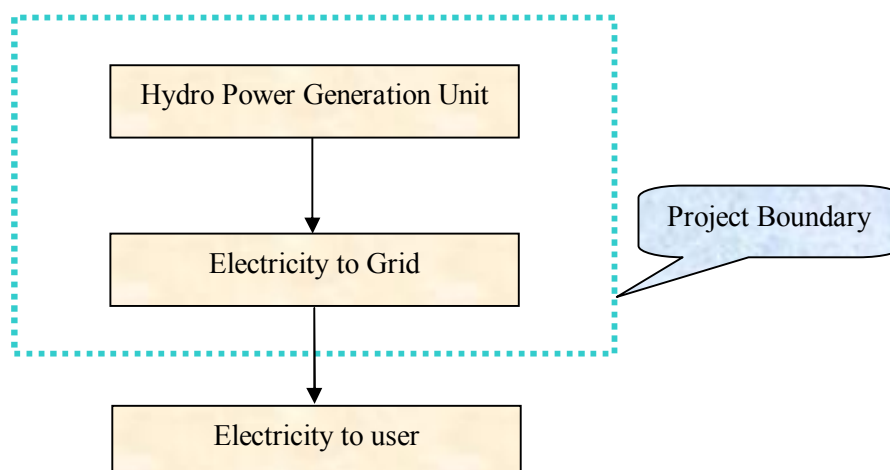 Hydro Power Generation Unit
Project Boundary
Electricity to Grid
Electricity to user